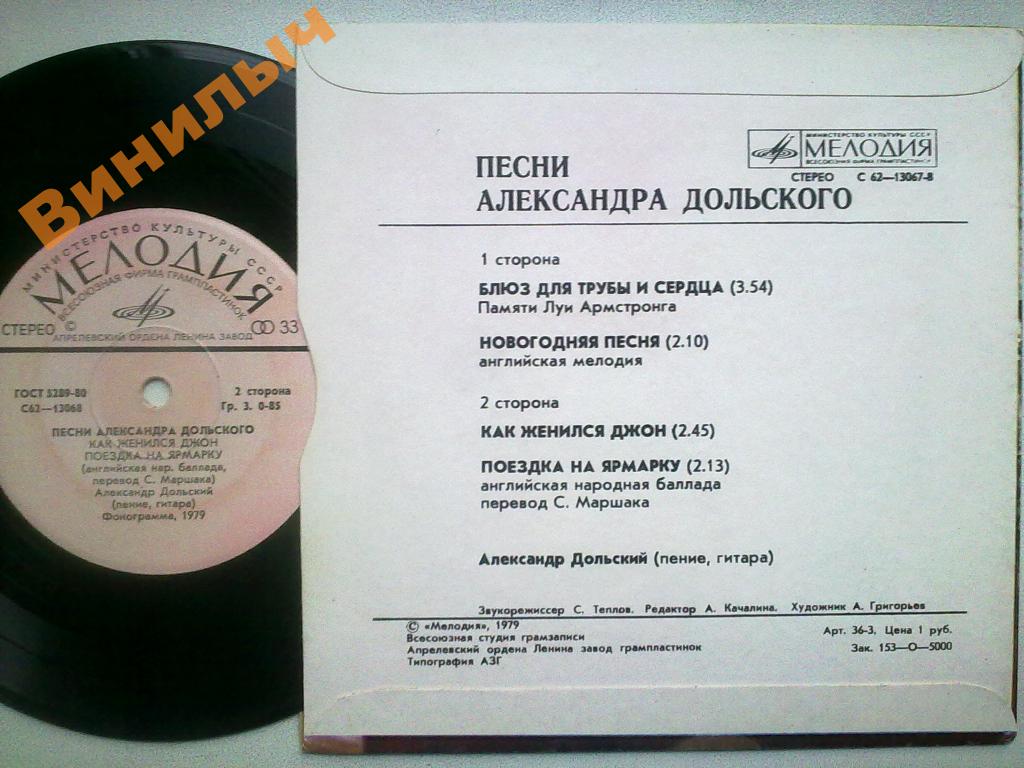 Винилыч
МИНИСТЕРСТВО КУЛЬТУРЫ СССР
МЕЛОДИЯ
ВСЕСОЮЗНАЯ ФИРМА ГРАМПЛАСТИНОК
СТЕРЕО © 33
АПРЕЛЕВСКИЙ ОРДЕНА ЛЕНИНА ЗАВОД
ГОСТ 5289-80 2 сторона
С62—13068 Гр. 3. 0-85
ПЕСНИ АЛЕКСАНДРА ДОЛЬСКОГО
КАК ЖЕНИЛСЯ ДЖОН
ПОЕЗДКА НА ЯРМАРКУ
(английская нар. баллада,
перевод С. Маршака)
Александр Дольский
(пение, гитара)
Фонограмма, 1979
МИНИСТЕРСТВО КУЛЬТУРЫ СССР
МЕЛОДИЯ
ВСЕСОЮЗНАЯ ФИРМА ГРАМПЛАСТИНОК
СТЕРЕО С 62—13067-8
ПЕСНИ
АЛЕКСАНДРА ДОЛЬСКОГО
1 сторона
БЛЮЗ ДЛЯ ТРУБЫ И СЕРДЦА (3.54)
Памяти Луи Армстронга
НОВОГОДНЯЯ ПЕСНЯ (2.10)
английская мелодия
2 сторона
КАК ЖЕНИЛСЯ ДЖОН (2.45)
ПОЕЗДКА НА ЯРМАРКУ (2.13)
английская народная баллада
перевод С. Маршака
Александр Дольский (пение, гитара)
Звукорежиссер С. Теплов. Редактор А. Качалина. Художник А. Григорьев
© «Мелодия», 1979
Всесоюзная студия грамзаписи
Апрелевский ордена Ленина завод грампластинок
Типография АЗГ
Арт. 36-3, Цена 1 руб.
Зак. 153—О—5000